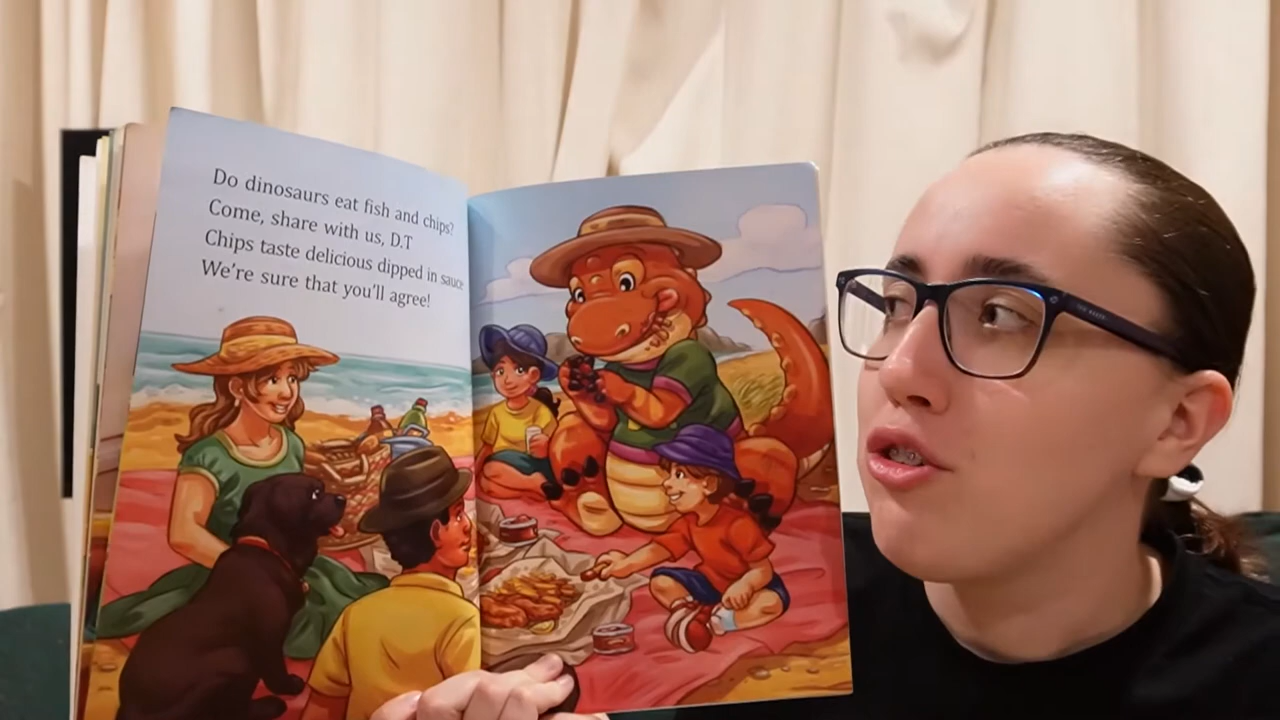 Do dinosaurs eat fish and chips?
Come, share with us, D.T
Chips taste delicious dipped in sauce
We're sure that you'll agree!